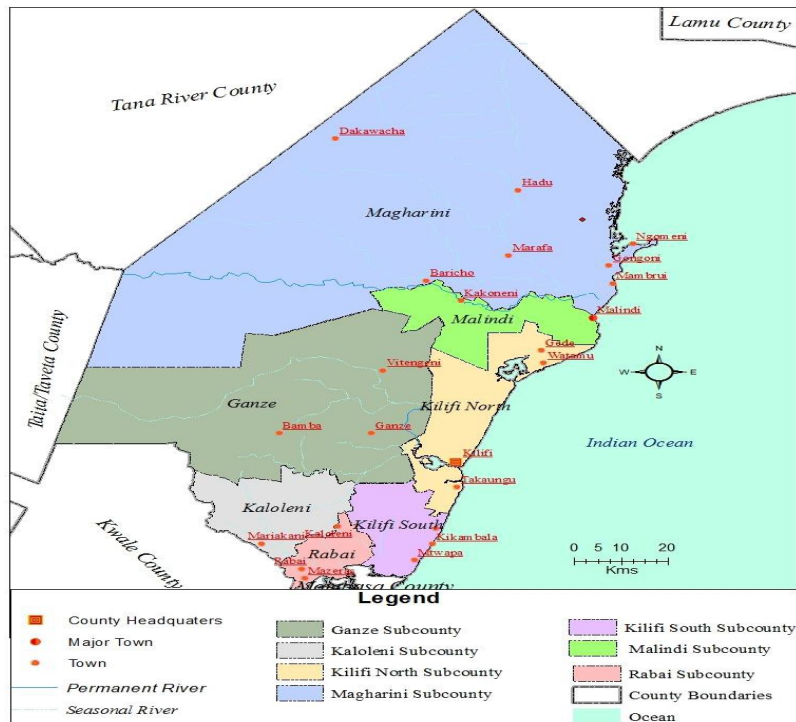 Lamu County
Tana River County
Dakawacha
Hadu
Magharini
Ngomeni
Marafa
Gongoni
Baricho
Mambrui
Kakoneni
Malindi
Malindi
Taita/Taveta County
Gede
Watamu
N
W E
S
Vitengeni
Ganze
Kilifi North
Bamba
Ganze
Indian Ocean
Kilifi
Takaungu
Kaloleni
Kaloleni
Kilifi South
Mariakani
Kikambala
Kwale County
Rabai
Mtwapa
Rabai
Mazeras
Mombasa County
0 5 10 20
Kms
Legend
County Headquaters
Major Town
Town
Permanent River
Seasonal River
Ganze Subcounty
Kaloleni Subcounty
Kilifi North Subcounty
Magharini Subcounty
Kilifi South Subcounty
Malindi Subcounty
Rabai Subcounty
County Boundaries
Ocean